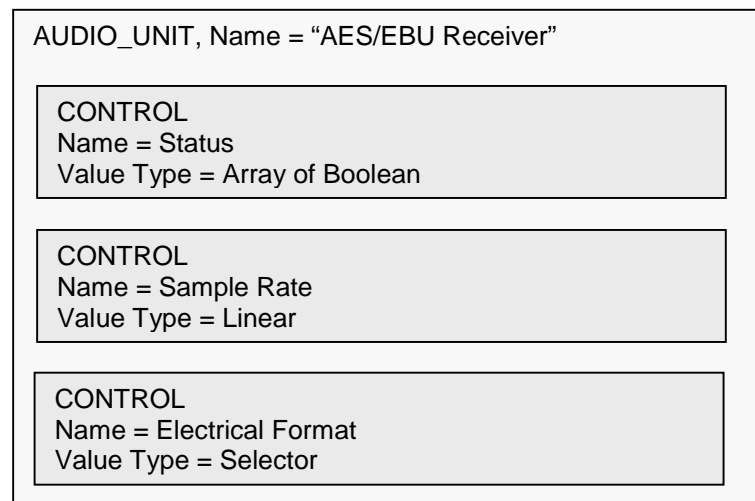 AUDIO_UNIT, Name = “AES/EBU Receiver”
CONTROL
Name = Status
Value Type = Array of Boolean
CONTROL
Name = Sample Rate
Value Type = Linear
CONTROL
Name = Electrical Format
Value Type = Selector